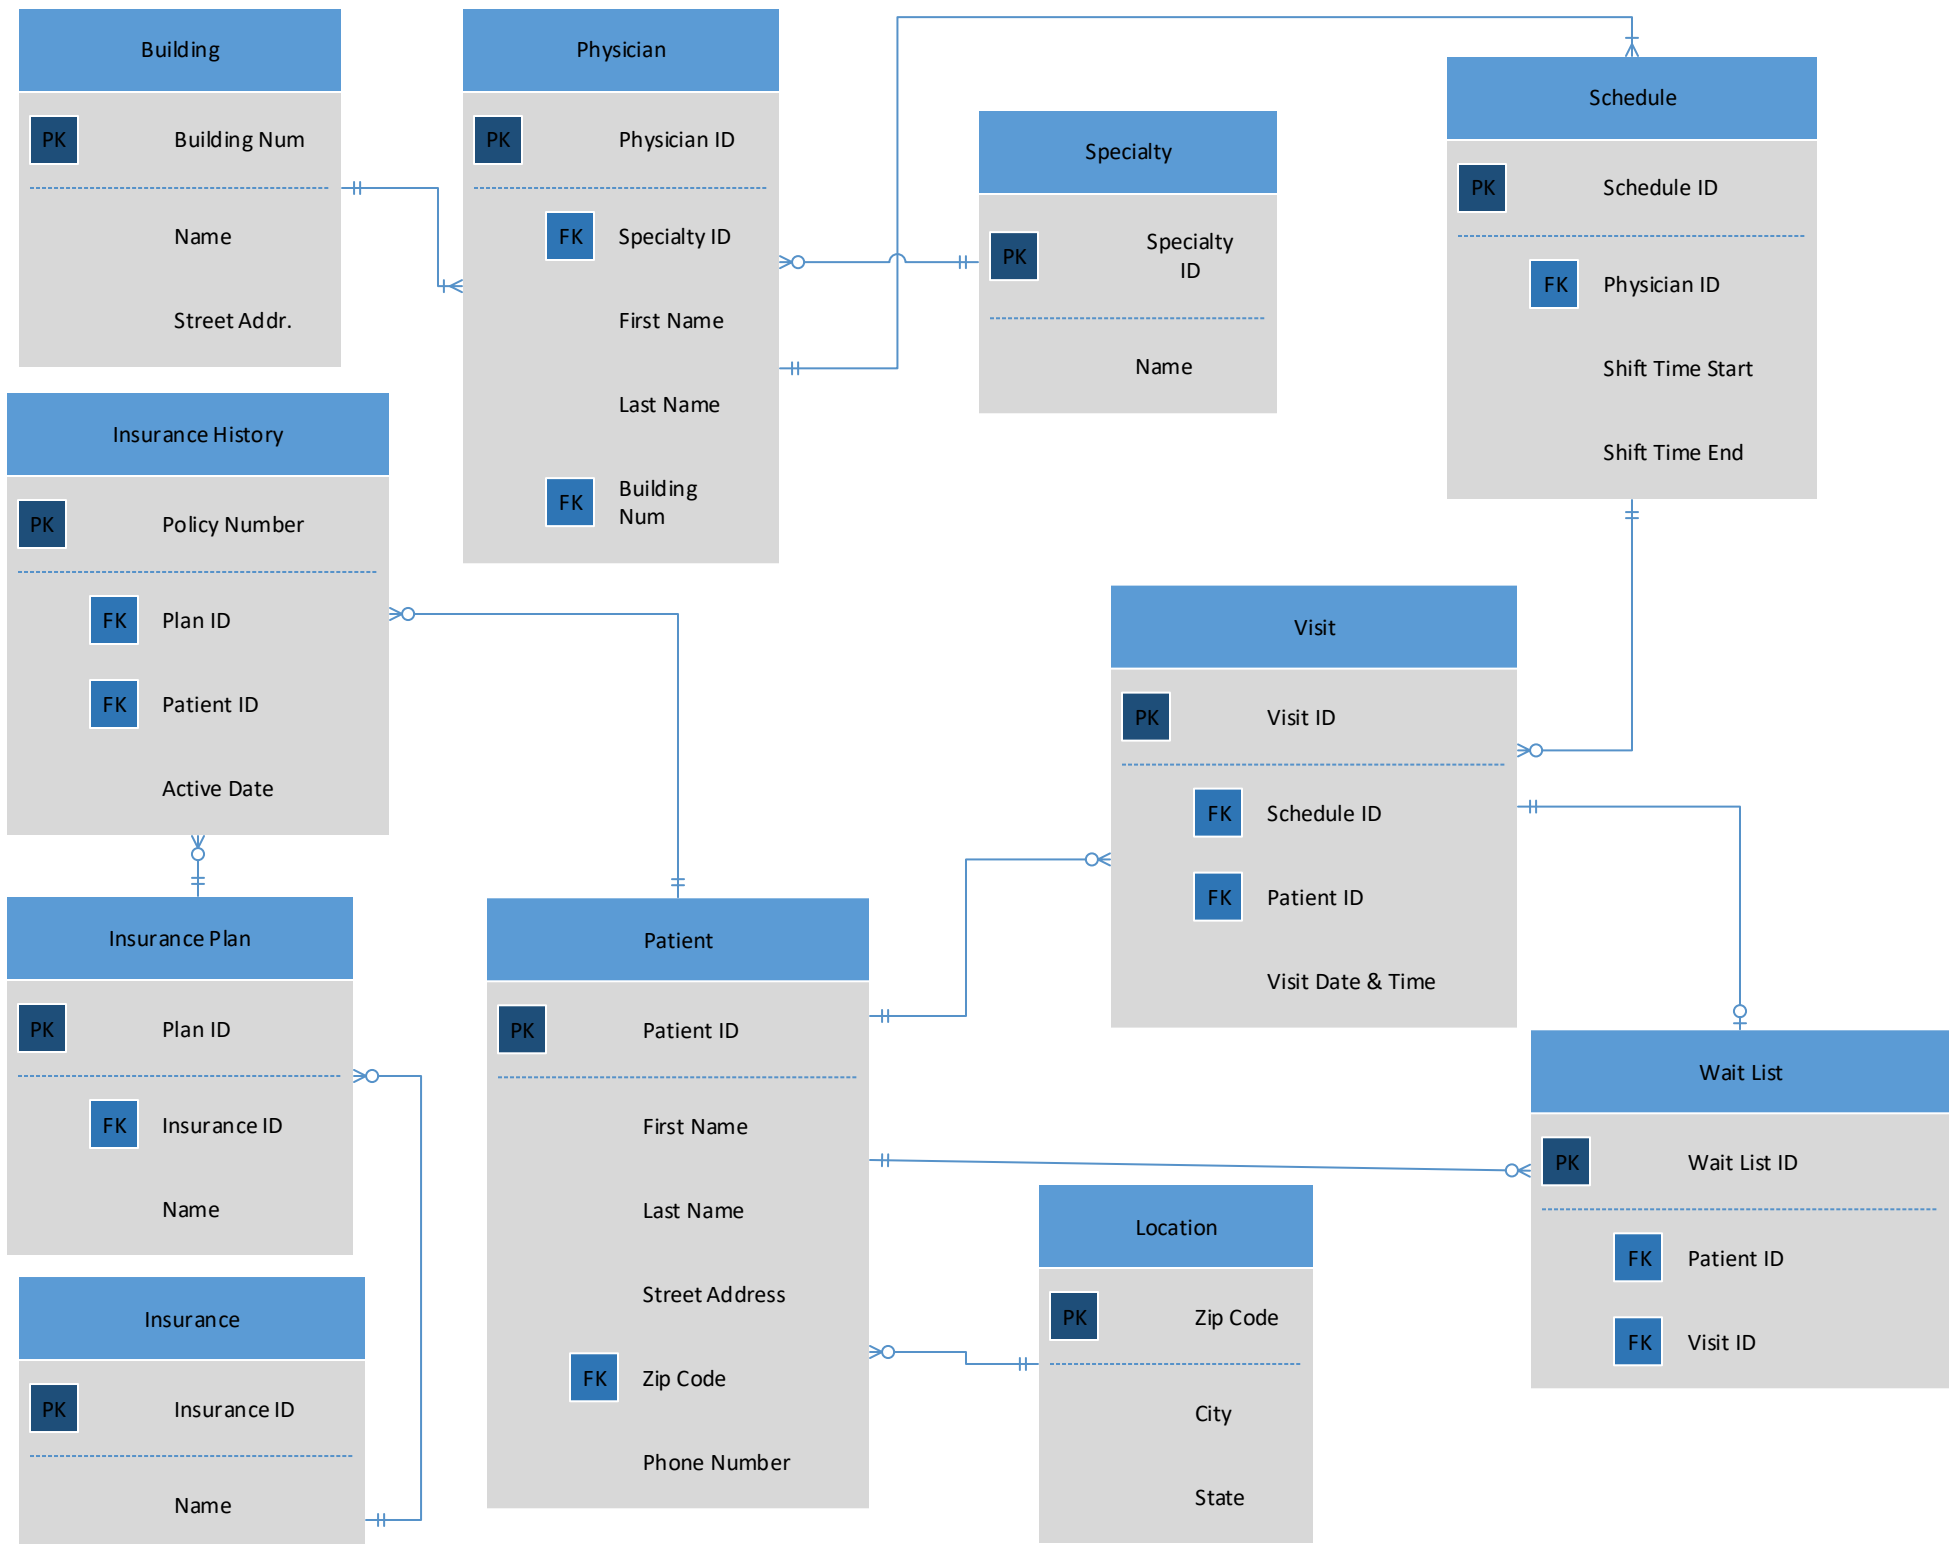 Building
PK
Building Num
Name
Street Addr.
Physician
PK
Physician ID
FK
Specialty ID
First Name
Last Name
FK
Building
Num
Specialty
PK
Specialty
ID
Name
Schedule
PK
Schedule ID
FK
Physician ID
Shift Time Start
Shift Time End
Insurance History
PK
Policy Number
FK
Plan ID
FK
Patient ID
Active Date
Visit
PK
Visit ID
FK
Schedule ID
FK
Patient ID
Visit Date & Time
Insurance Plan
PK
Plan ID
FK
Insurance ID
Name
Patient
PK
Patient ID
First Name
Last Name
Street Address
FK
Zip Code
Phone Number
Wait List
PK
Wait List ID
FK
Patient ID
FK
Visit ID
Location
PK
Zip Code
City
State
Insurance
PK
Insurance ID
Name